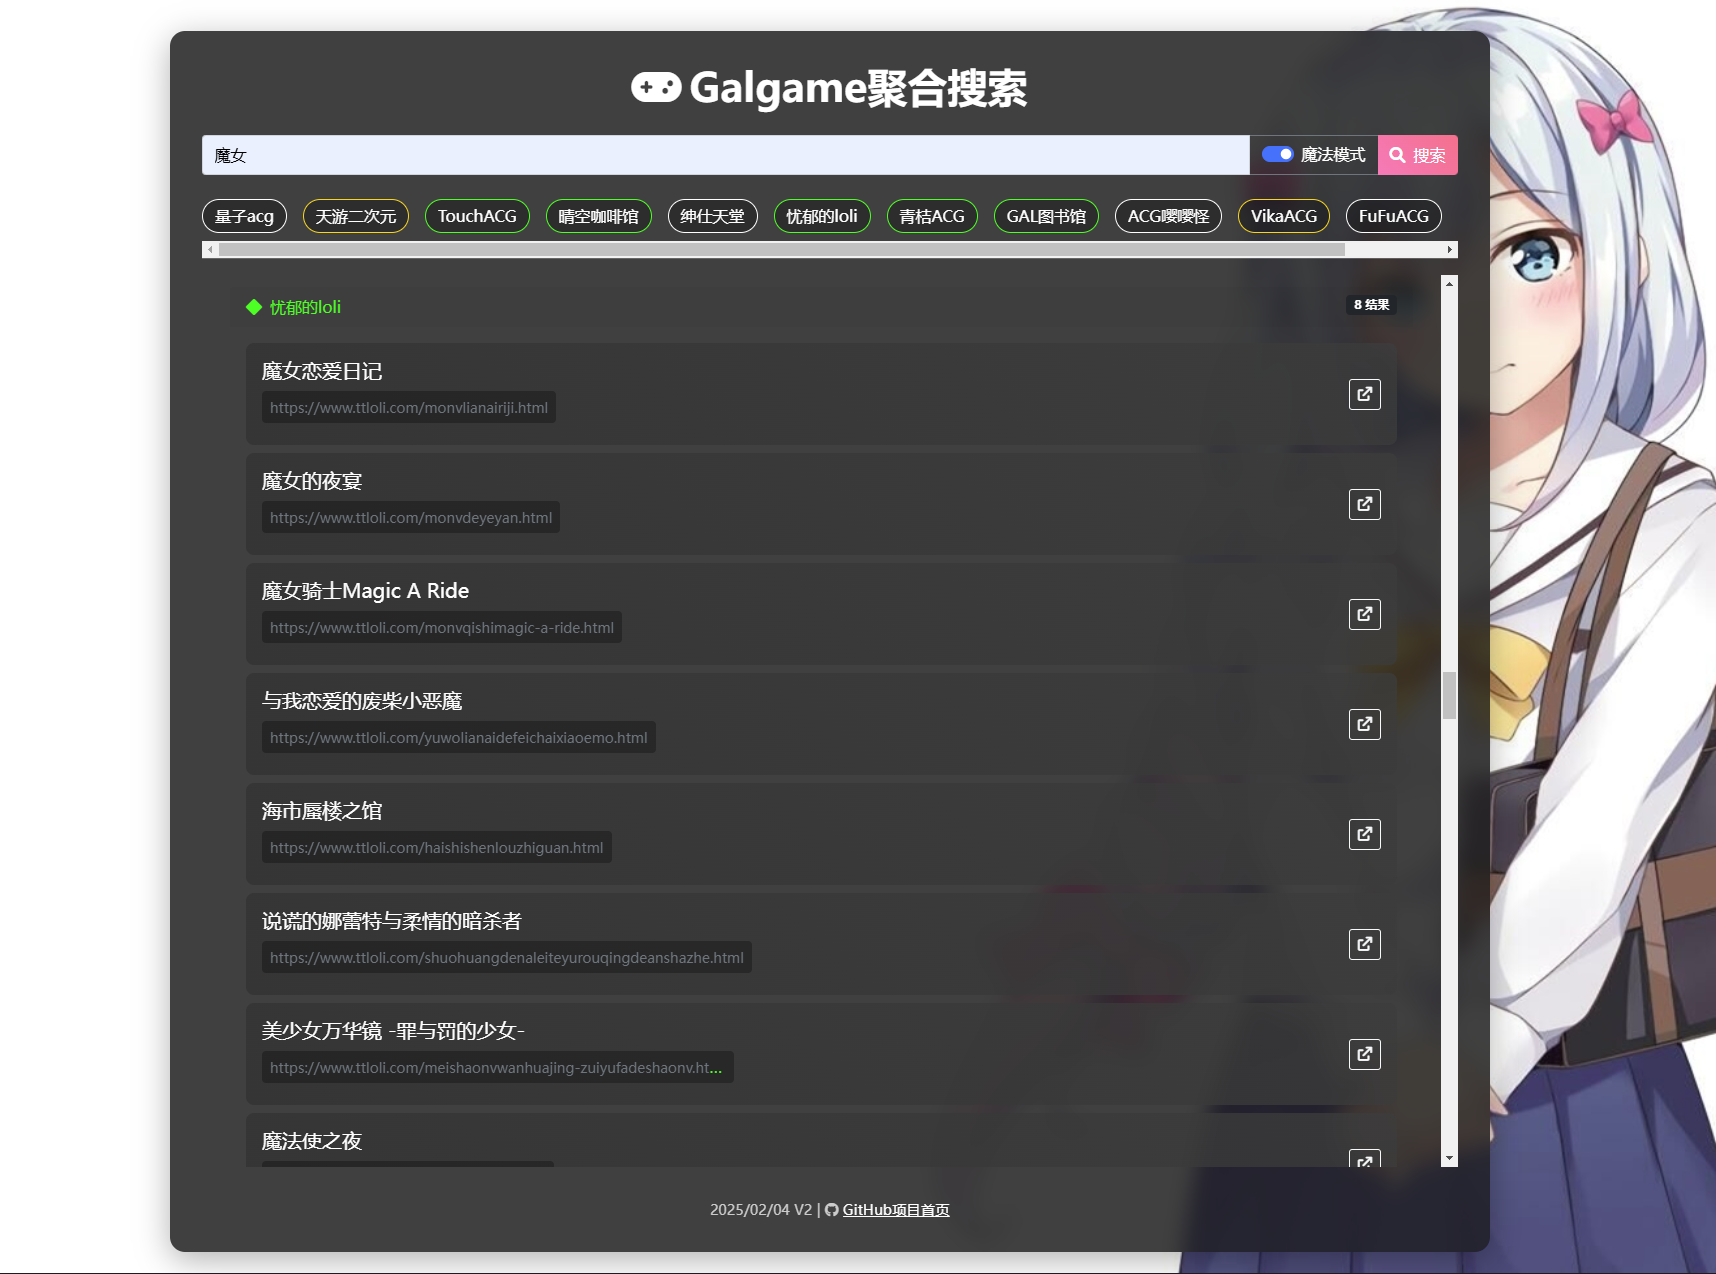 Galgame聚合搜索
魔女
魔法模式
搜索
量子acg
天游二次元
TouchACG
晴空咖啡馆
绅仕天堂
忧郁的loli
青桔ACG
GAL图书馆
ACG嘤嘤怪
VikaACG
FuFuACG
忧郁的loli
8 结果
魔女恋爱日记
https://www.ttloli.com/monvlianairiji.html
魔女的夜宴
https://www.ttloli.com/monvdeyeyan.html
魔女骑士Magic A Ride
https://www.ttloli.com/monvqishimagic-a-ride.html
与我恋爱的废柴小恶魔
https://www.ttloli.com/yuwolianaidefeichaixiaoemo.html
海市蜃楼之馆
https://www.ttloli.com/haishishenlouzhiguan.html
说谎的娜蕾特与柔情的暗杀者
https://www.ttloli.com/shuohuangdenaleiteyurouqingdeanshazhe.html
美少女万华镜 -罪与罚的少女-
https://www.ttloli.com/meishaonvwanhuajing-zuiyufadeshaonv.ht...
魔法使之夜
2025/02/04 V2 | GitHub项目首页